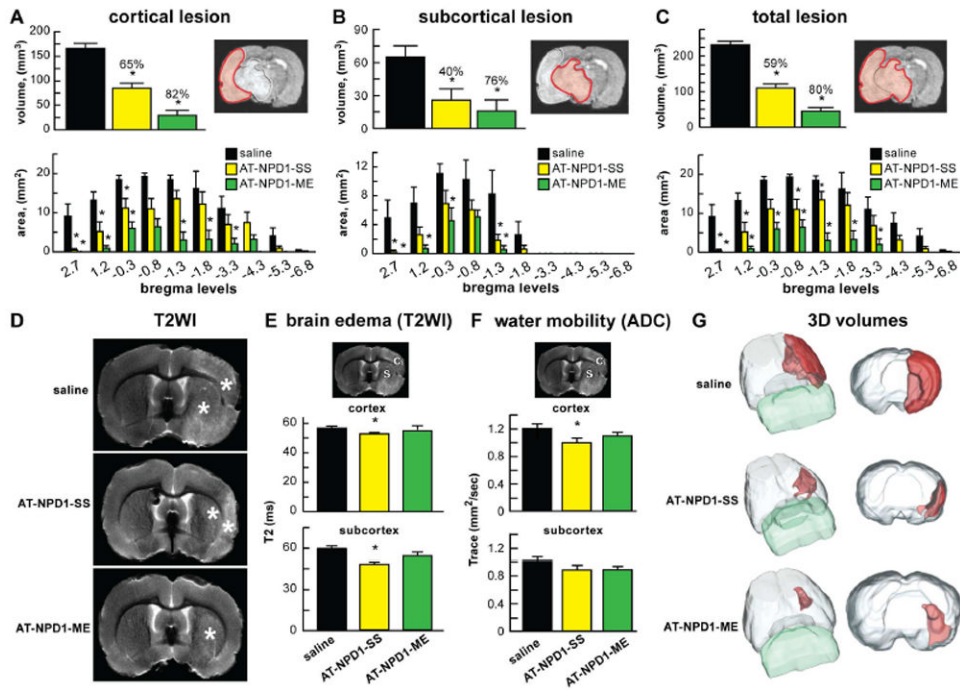 A cortical lesion
volume, (mm³)
200
150
100
50
0
65%
*
82%
*
saline
AT-NPD1-SS
AT-NPD1-ME
area, (mm²)
20
10
0
* * * * * * * *
2.7 1.2 -0.3 -0.8 -1.3 -1.8 -3.3 -4.3 -5.3 -6.8
bregma levels
B subcortical lesion
volume, (mm³)
90
60
30
0
40%
*
76%
*
saline
AT-NPD1-SS
AT-NPD1-ME
area, (mm²)
12
8
4
0
* * * * * *
2.7 1.2 -0.3 -0.8 -1.3 -1.8 -3.3 -4.3 -5.3 -6.8
bregma levels
C total lesion
volume, (mm³)
200
100
0
59%
*
80%
*
saline
AT-NPD1-SS
AT-NPD1-ME
area, (mm²)
20
10
0
2.7 1.2 -0.3 -0.8 -1.3 -1.8 -3.3 -4.3 -5.3 -6.8
bregma levels
D T2WI
saline
*
*
AT-NPD1-SS
*
*
AT-NPD1-ME
*
E brain edema (T2WI)
C
S
cortex
60
30
0
*
T2 (ms)
subcortex
60
30
0
*
saline AT-NPD1-SS AT-NPD1-ME
F water mobility (ADC)
C
S
cortex
1.2
0.8
0.4
0
*
Trace (mm²/sec)
subcortex
1.2
0.8
0.4
0
saline AT-NPD1-SS AT-NPD1-ME
G 3D volumes
saline
AT-NPD1-SS
AT-NPD1-ME